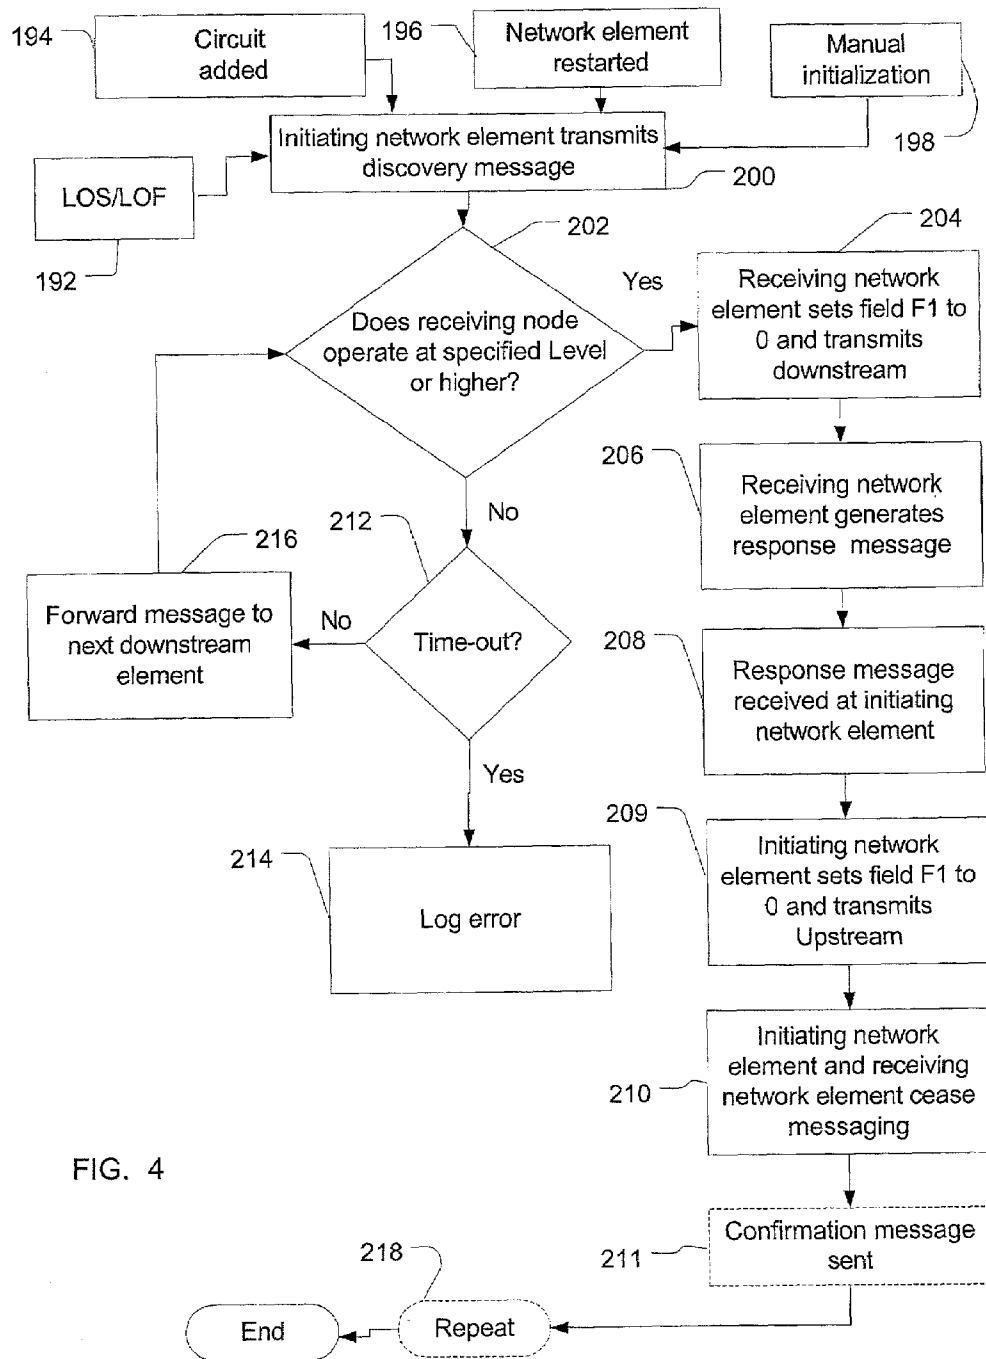 194
Circuit
added
196
Network element
restarted
Manual
initialization
198
Initiating network element transmits
discovery message
200
LOS/LOF
192
202
Does receiving node
operate at specified Level
or higher?
Yes
204
Receiving network
element sets field F1 to
0 and transmits
downstream
206
Receiving network
element generates
response message
No
212
Time-out?
No
216
Forward message to
next downstream
element
208
Response message
received at initiating
network element
Yes
214
Log error
209
Initiating network
element sets field F1 to
0 and transmits
Upstream
210
Initiating network
element and receiving
network element cease
messaging
FIG. 4
211
Confirmation message
sent
218
Repeat
End